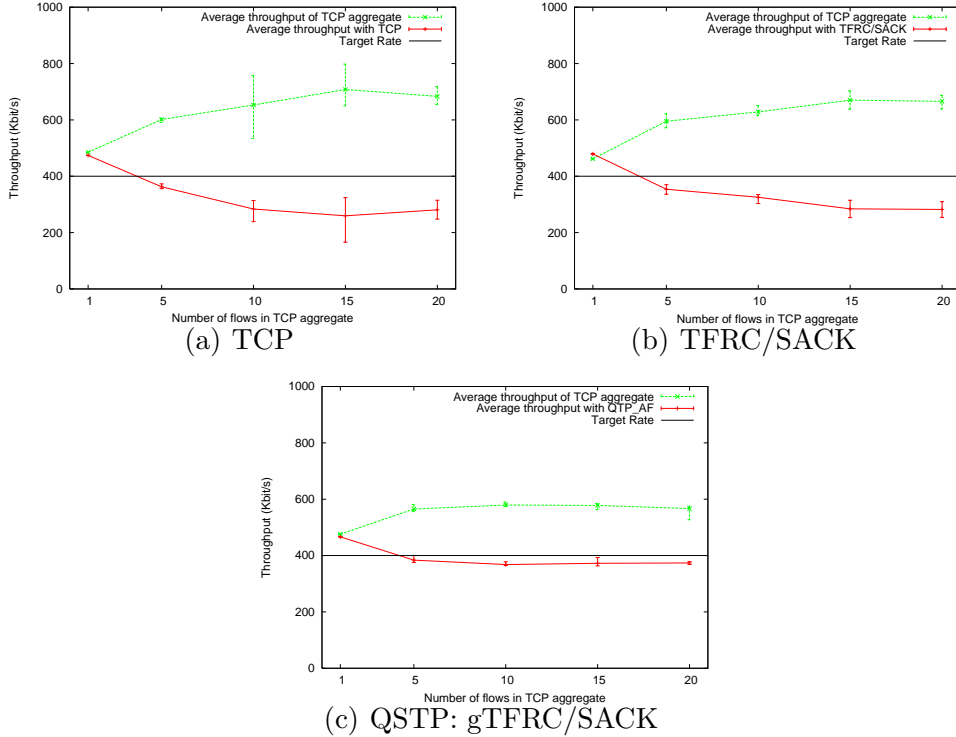 Average throughput of TCP aggregate
Average throughput with TCP
Target Rate
1000
800
600
400
200
0
Throughput (Kbit/s)
1 5 10 15 20
Number of flows in TCP aggregate
(a) TCP
Average throughput of TCP aggregate
Average throughput with TFRC/SACK
Target Rate
1000
800
600
400
200
0
Throughput (Kbit/s)
1 5 10 15 20
Number of flows in TCP aggregate
(b) TFRC/SACK
Average throughput of TCP aggregate
Average throughput with QTP_AF
Target Rate
1000
800
600
400
200
0
Throughput (Kbit/s)
1 5 10 15 20
Number of flows in TCP aggregate
(c) QSTP: gTFRC/SACK